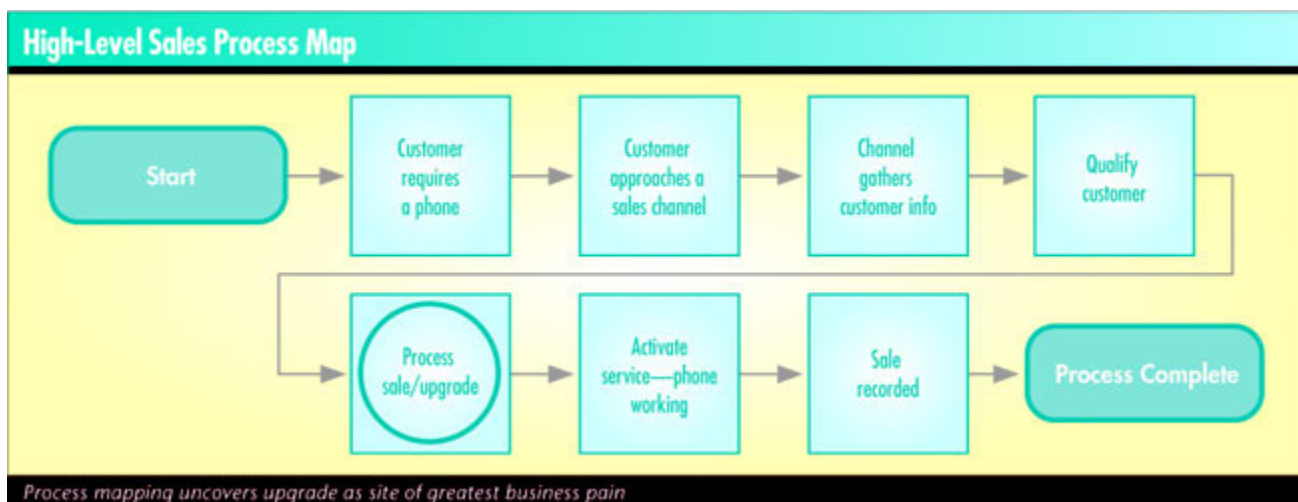 High-Level Sales Process Map
Start
Customer
requires
a phone
Customer
approaches a
sales channel
Channel
gathers
customer info
Qualify
customer
Process
sale/upgrade
Activate
service—phone
working
Sale
recorded
Process Complete
Process mapping uncovers upgrade as site of greatest business pain